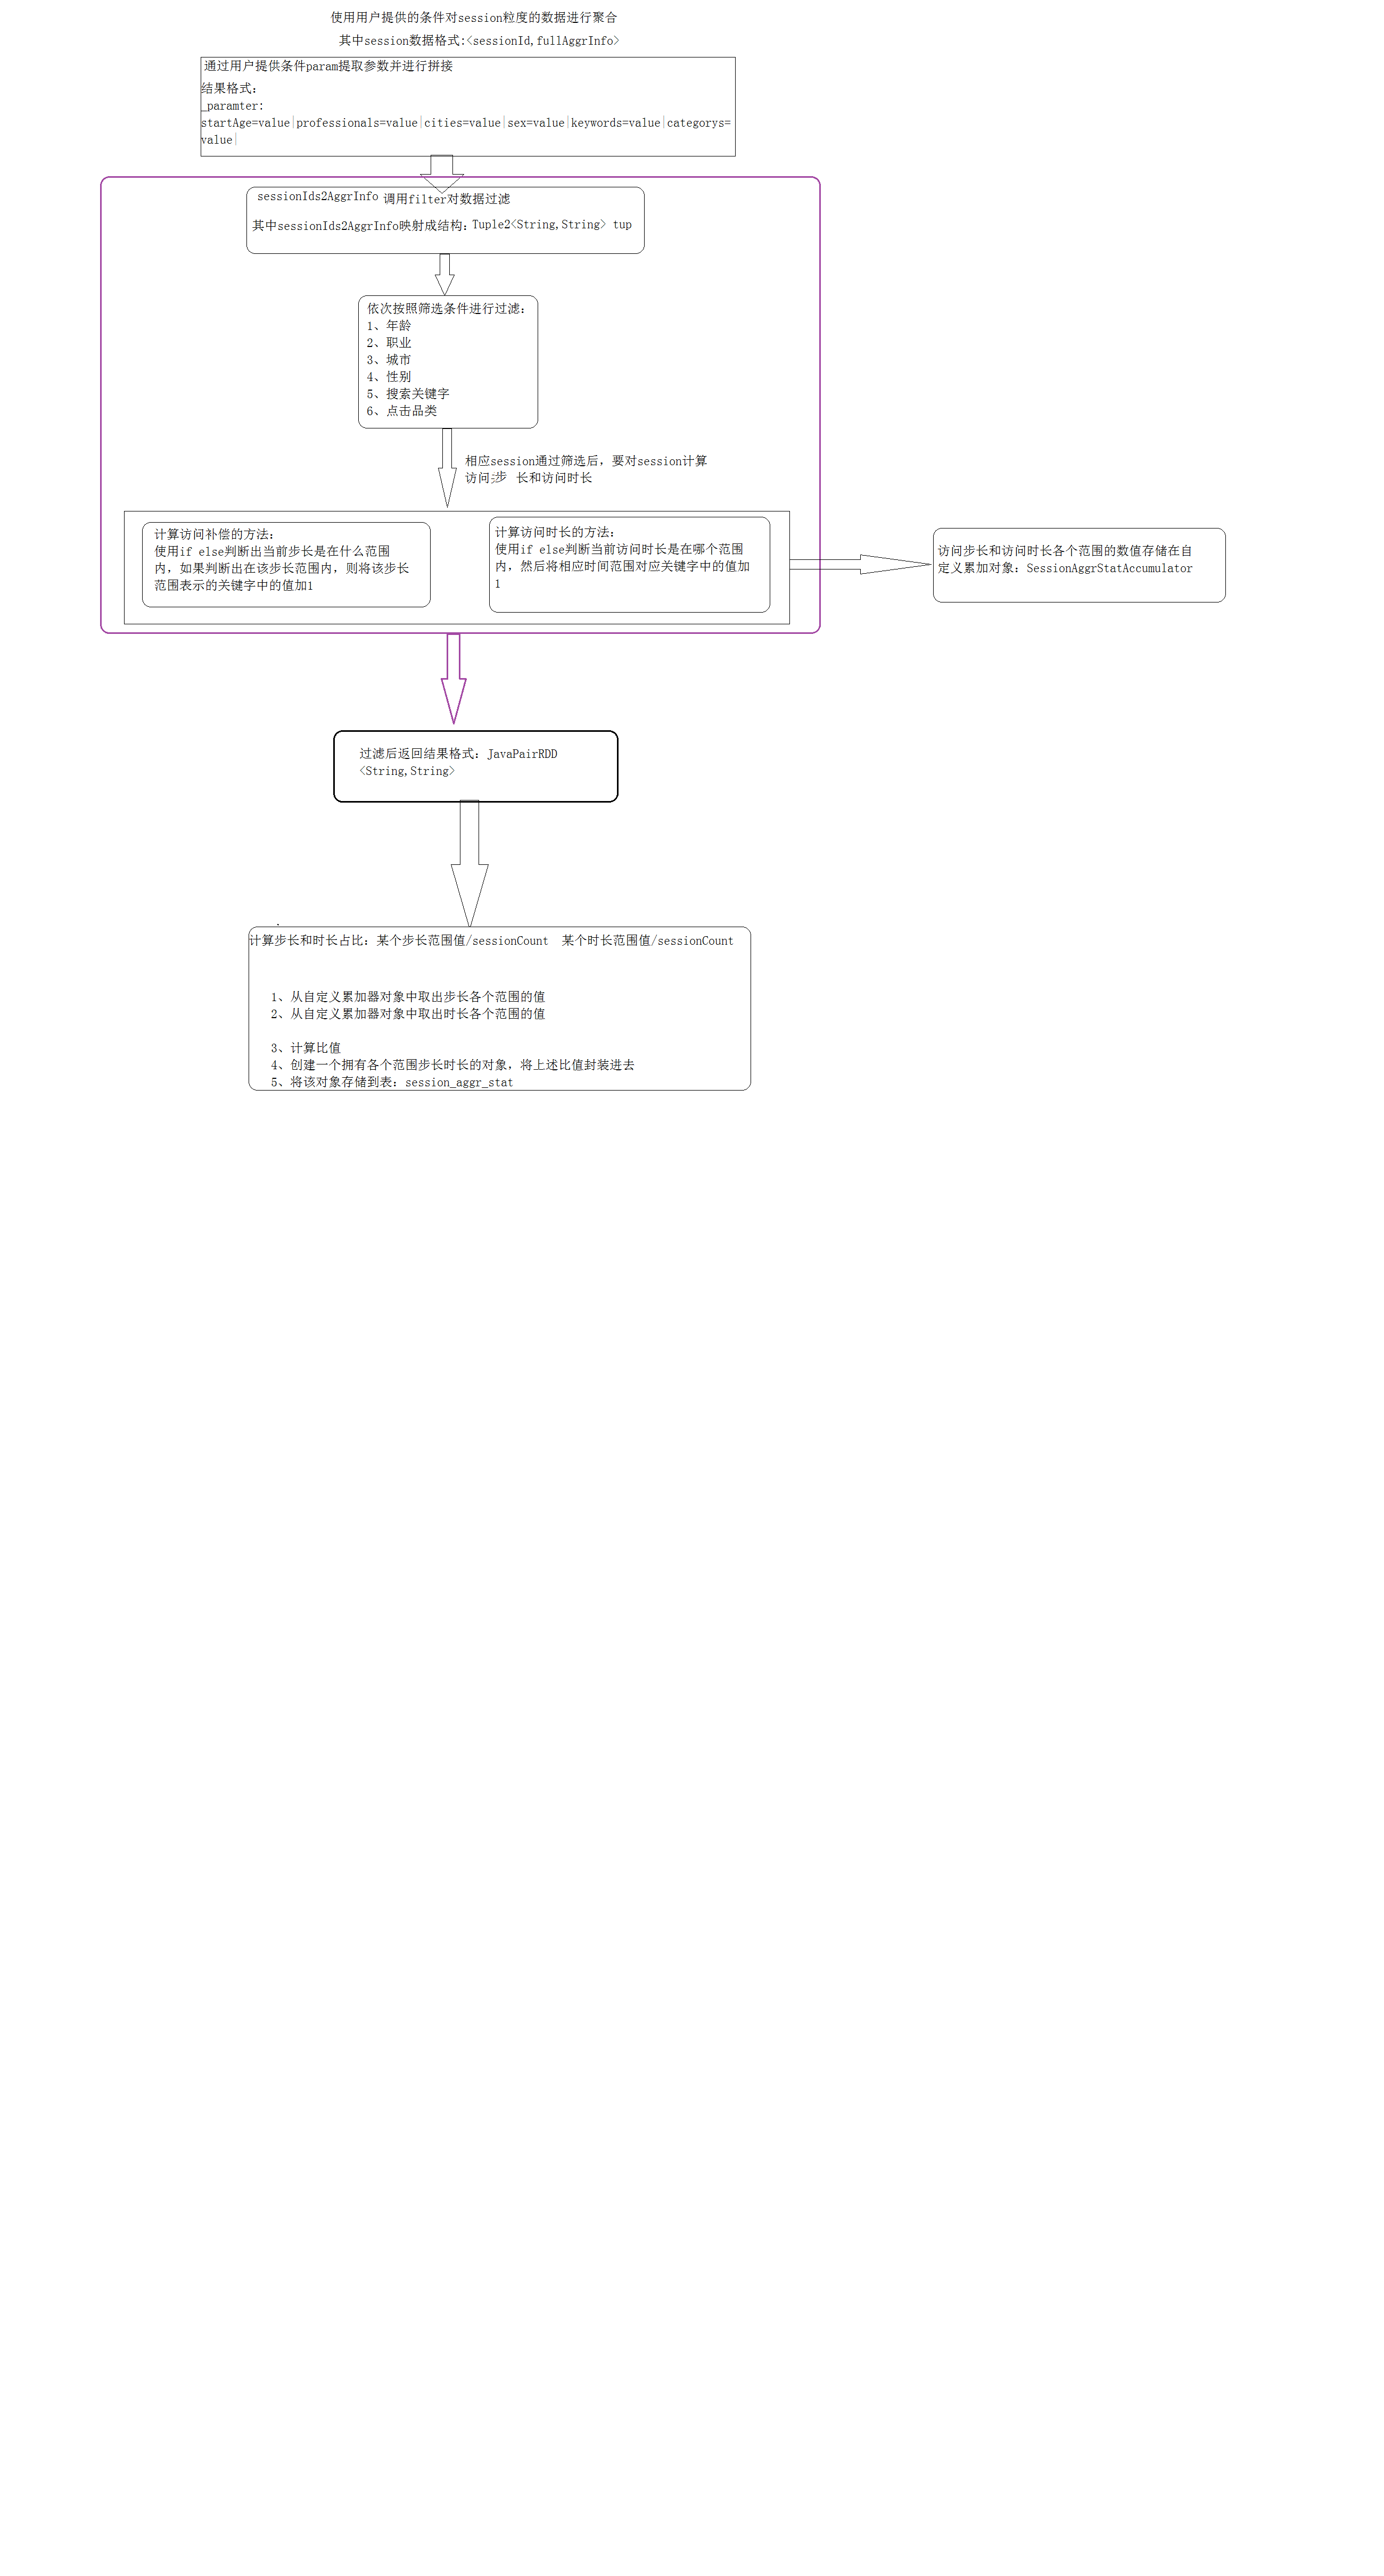 使用用户提供的条件对session粒度的数据进行聚合
其中session数据格式:<sessionId,fullAggrInfo>
通过用户提供条件param提取参数并进行拼接
结果格式：
_paramter:
startAge=value|professionals=value|cities=value|sex=value|keywords=value|categorys=
value|
sessionIds2AggrInfo 调用filter对数据过滤
其中sessionIds2AggrInfo映射成结构：Tuple2<String,String> tup
依次按照筛选条件进行过滤：
1、年龄
2、职业
3、城市
4、性别
5、搜索关键字
6、点击品类
相应session通过筛选后，要对session计算
访问步 长和访问时长
计算访问补偿的方法：
使用if else判断出当前步长是在什么范围
内，如果判断出在该步长范围内，则将该步长
范围表示的关键字中的值加1
计算访问时长的方法：
使用if else判断当前访问时长是在哪个范围
内，然后将相应时间范围对应关键字中的值加
1
访问步长和访问时长各个范围的数值存储在自
定义累加对象：SessionAggrStatAccumulator
过滤后返回结果格式：JavaPairRDD
<String,String>
计算步长和时长占比：某个步长范围值/sessionCount 某个时长范围值/sessionCount
1、从自定义累加器对象中取出步长各个范围的值
2、从自定义累加器对象中取出时长各个范围的值
3、计算比值
4、创建一个拥有各个范围步长时长的对象，将上述比值封装进去
5、将该对象存储到表：session_aggr_stat